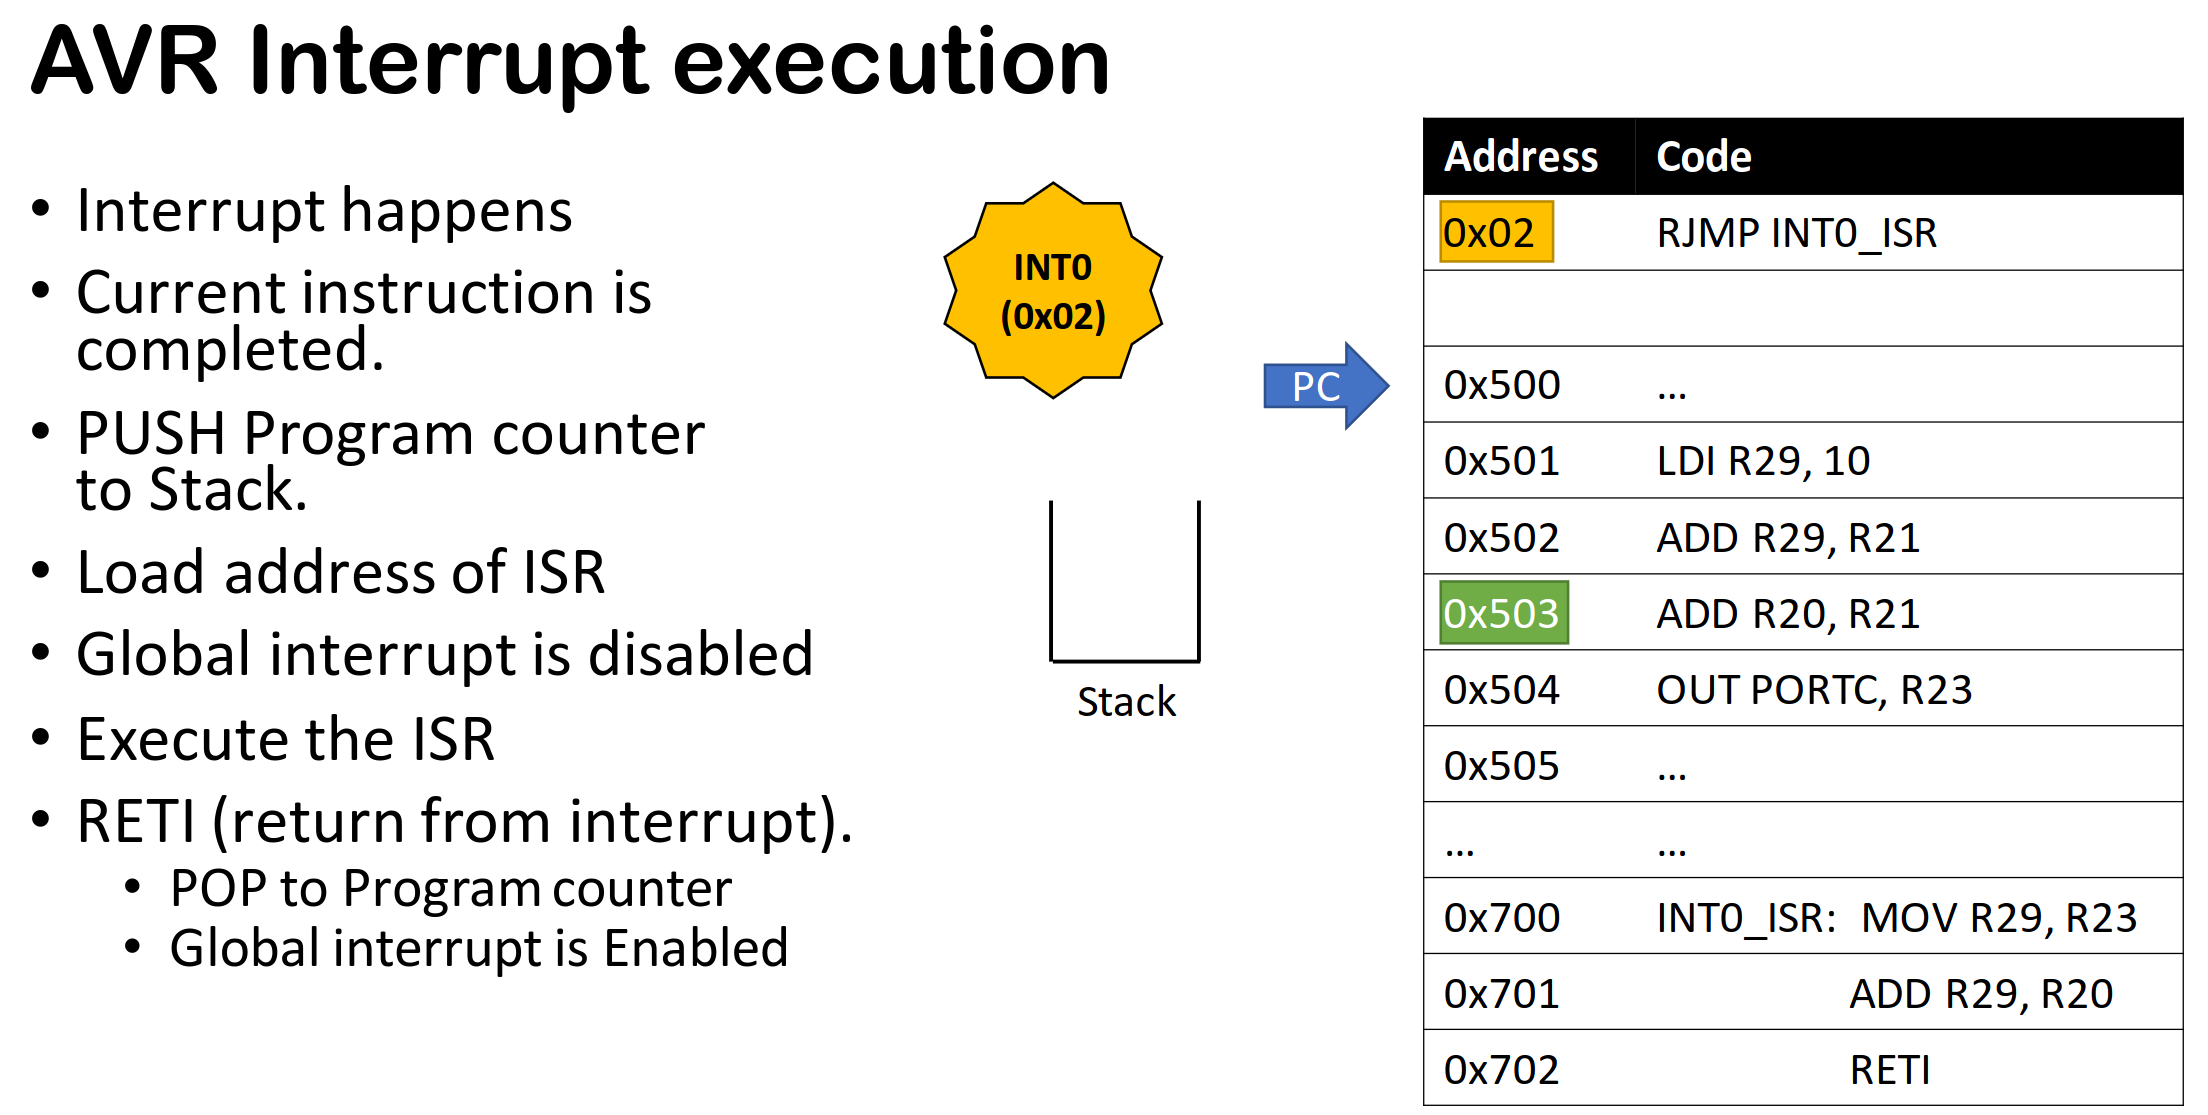 AVR Interrupt execution
• Interrupt happens
• Current instruction is
completed.
• PUSH Program counter
to Stack.
• Load address of ISR
• Global interrupt is disabled
• Execute the ISR
• RETI (return from interrupt).
• POP to Program counter
• Global interrupt is Enabled
INT0
(0x02)
Stack
PC
Address Code
0x02 RJMP INT0_ISR
0x500 ...
0x501 LDI R29, 10
0x502 ADD R29, R21
0x503 ADD R20, R21
0x504 OUT PORTC, R23
0x505 ...
... ...
0x700 INT0_ISR: MOV R29, R23
0x701 ADD R29, R20
0x702 RETI